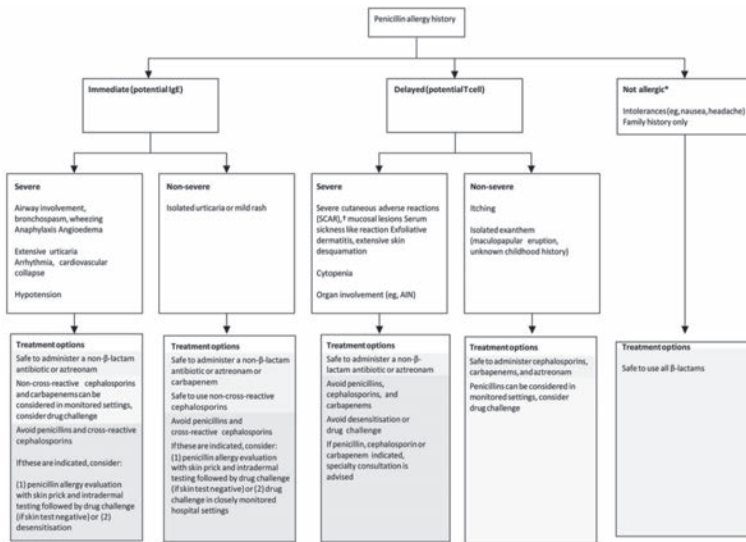 Penicillin allergy history
Immediate (potential IgE)
Delayed (potential T cell)
Not allergic*
Intolerances (eg, nausea, headache)
Family history only
Severe
Airway involvement,
bronchospasm, wheezing
Anaphylaxis Angioedema
Extensive urticaria
Arrhythmia, cardiovascular
collapse
Hypotension
Non-severe
Isolated urticaria or mild rash
Severe
Severe cutaneous adverse reactions
(SCAR),† mucosal lesions Serum
sickness like reaction Exfoliative
dermatitis, extensive skin
desquamation
Cytopenia
Organ involvement (eg, AIN)
Non-severe
Itching
Isolated exanthem
(maculopapular eruption,
unknown childhood history)
Treatment options
Safe to administer a non-β-lactam
antibiotic or aztreonam
Non-cross-reactive cephalosporins
and carbapenems can be
considered in monitored settings,
consider drug challenge
Avoid penicillins and cross-reactive
cephalosporins
If these are indicated, consider:
(1) penicillin allergy evaluation
with skin prick and intradermal
testing followed by drug challenge
(if skin test negative) or (2)
desensitisation
Treatment options
Safe to administer a non-β-lactam
antibiotic or aztreonam or
carbapenem
Safe to use non-cross-reactive
cephalosporins
Avoid penicillins and
cross-reactive cephalosporins
If these are indicated, consider:
(1) penicillin allergy evaluation
with skin prick and intradermal
testing followed by drug challenge
(if skin test negative) or (2) drug
challenge in closely monitored
hospital settings
Treatment options
Safe to administer a non-β-
lactam antibiotic or aztreonam
Avoid penicillins,
cephalosporins, and
carbapenems
Avoid desensitisation or
drug challenge
If penicillin, cephalosporin or
carbapenem indicated,
specialty consultation is
advised
Treatment options
Safe to administer cephalosporins,
carbapenems, and aztreonam
Penicillins can be considered in
monitored settings, consider
drug challenge
Treatment options
Safe to use all β-lactams